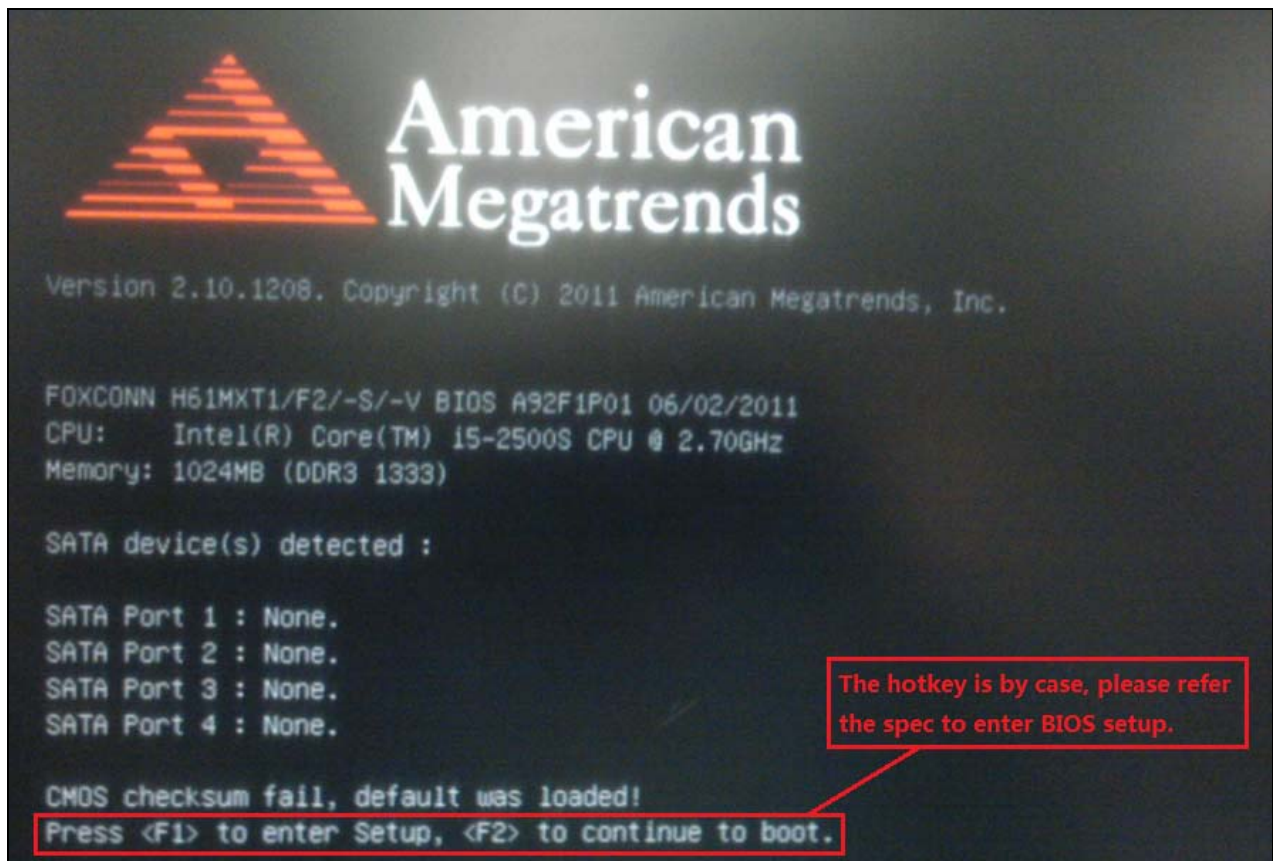 American
Megatrends
Version 2.10.1208. Copyright (C) 2011 American Megatrends, Inc.
FOXCONN H61MXT1/F2/-S/-V BIOS A92F1P01 06/02/2011
CPU: Intel(R) Core(TM) i5-2500S CPU @ 2.70GHz
Memory: 1024MB (DDR3 1333)
SATA device(s) detected :
SATA Port 1 : None.
SATA Port 2 : None.
SATA Port 3 : None.
SATA Port 4 : None.
The hotkey is by case, please refer
the spec to enter BIOS setup.
CMOS checksum fail, default was loaded!
Press <F1> to enter Setup, <F2> to continue to boot.